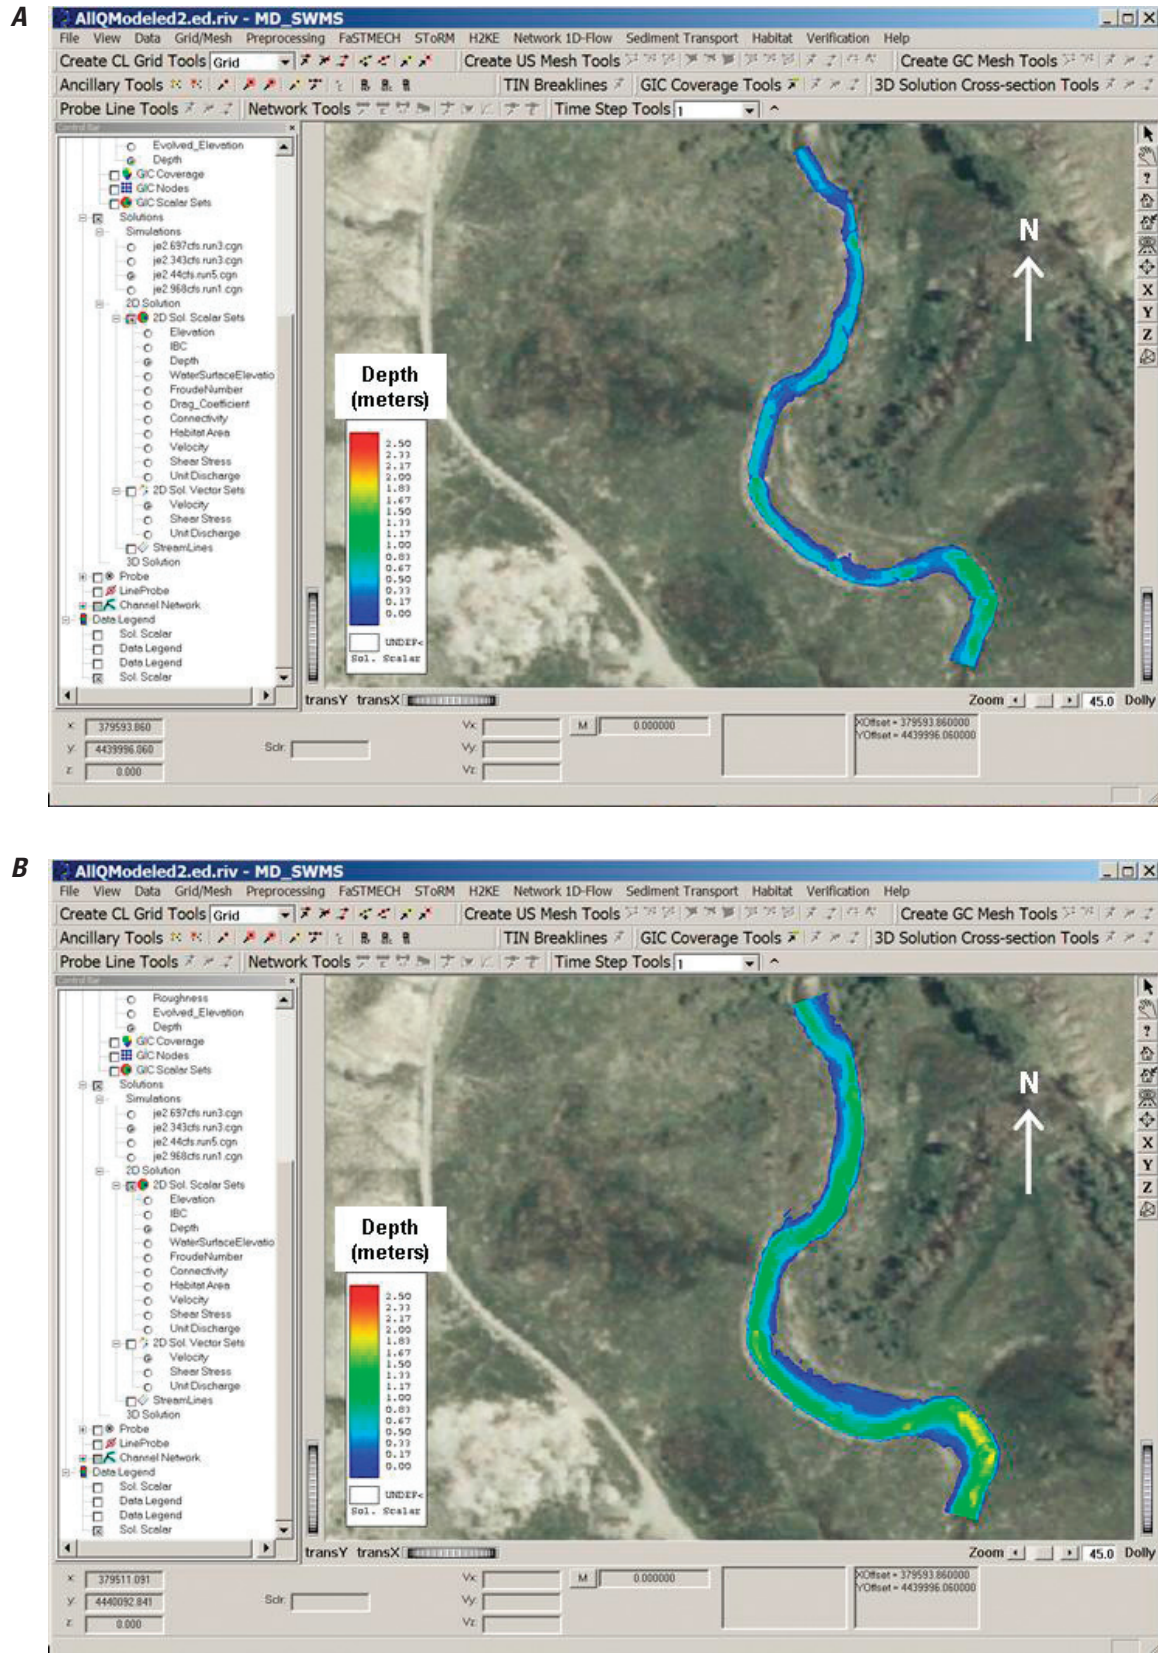 A
AllQModeled2.ed.riv - MD_SWMS
File View Data Grid/Mesh Preprocessing FaSTMECH SToRM H2KE Network 1D-Flow Sediment Transport Habitat Verification Help
Create CL Grid Tools Grid Create US Mesh Tools Create GC Mesh Tools
Ancillary Tools TIN Breaklines GIC Coverage Tools 3D Solution Cross-section Tools
Probe Line Tools Network Tools Time Step Tools 1
Control Bar
Evolved_Elevation
Depth
GIC Coverage
GIC Nodes
GIC Scalar Sets
Solutions
Simulations
je2.697cfs.run3.cgn
je2.343cfs.run3.cgn
je2.44cfs.run5.cgn
je2.968cfs.run1.cgn
2D Solution
2D Sol. Scalar Sets
Elevation
IBC
Depth
WaterSurfaceElevatio
FroudeNumber
Drag_Coefficient
Connectivity
Habitat Area
Velocity
Shear Stress
Unit Discharge
2D Sol. Vector Sets
Velocity
Shear Stress
Unit Discharge
StreamLines
3D Solution
Probe
LineProbe
Channel Network
Data Legend
Sol. Scalar
Data Legend
Data Legend
Sol. Scalar
N
Depth
(meters)
2.50
2.33
2.17
2.00
1.83
1.67
1.50
1.33
1.17
1.00
0.83
0.67
0.50
0.33
0.17
0.00
UNDEF<
Sol. Scalar
?
X
Y
Z
transY transX Zoom 45.0 Dolly
x: 379593.860 Vx: M 0.000000 XOffset = 379593.860000
y: 4439996.060 Sclr: Vy: YOffset = 4439996.060000
z: 0.000 Vz:
B
AllQModeled2.ed.riv - MD_SWMS
File View Data Grid/Mesh Preprocessing FaSTMECH SToRM H2KE Network 1D-Flow Sediment Transport Habitat Verification Help
Create CL Grid Tools Grid Create US Mesh Tools Create GC Mesh Tools
Ancillary Tools TIN Breaklines GIC Coverage Tools 3D Solution Cross-section Tools
Probe Line Tools Network Tools Time Step Tools 1
Control Bar
Roughness
Evolved_Elevation
Depth
GIC Coverage
GIC Nodes
GIC Scalar Sets
Solutions
Simulations
je2.697cfs.run3.cgn
je2.343cfs.run3.cgn
je2.44cfs.run5.cgn
je2.968cfs.run1.cgn
2D Solution
2D Sol. Scalar Sets
Elevation
IBC
Depth
WaterSurfaceElevatio
FroudeNumber
Connectivity
Habitat Area
Velocity
Shear Stress
Unit Discharge
2D Sol. Vector Sets
Velocity
Shear Stress
Unit Discharge
StreamLines
3D Solution
Probe
LineProbe
Channel Network
Data Legend
Sol. Scalar
Data Legend
Data Legend
Sol. Scalar
N
Depth
(meters)
2.50
2.33
2.17
2.00
1.83
1.67
1.50
1.33
1.17
1.00
0.83
0.67
0.50
0.33
0.17
0.00
UNDEF<
Sol. Scalar
?
X
Y
Z
transY transX Zoom 45.0 Dolly
x: 379511.091 Vx: M 0.000000 XOffset = 379593.860000
y: 4440092.841 Sclr: Vy: YOffset = 4439996.060000
z: 0.000 Vz: